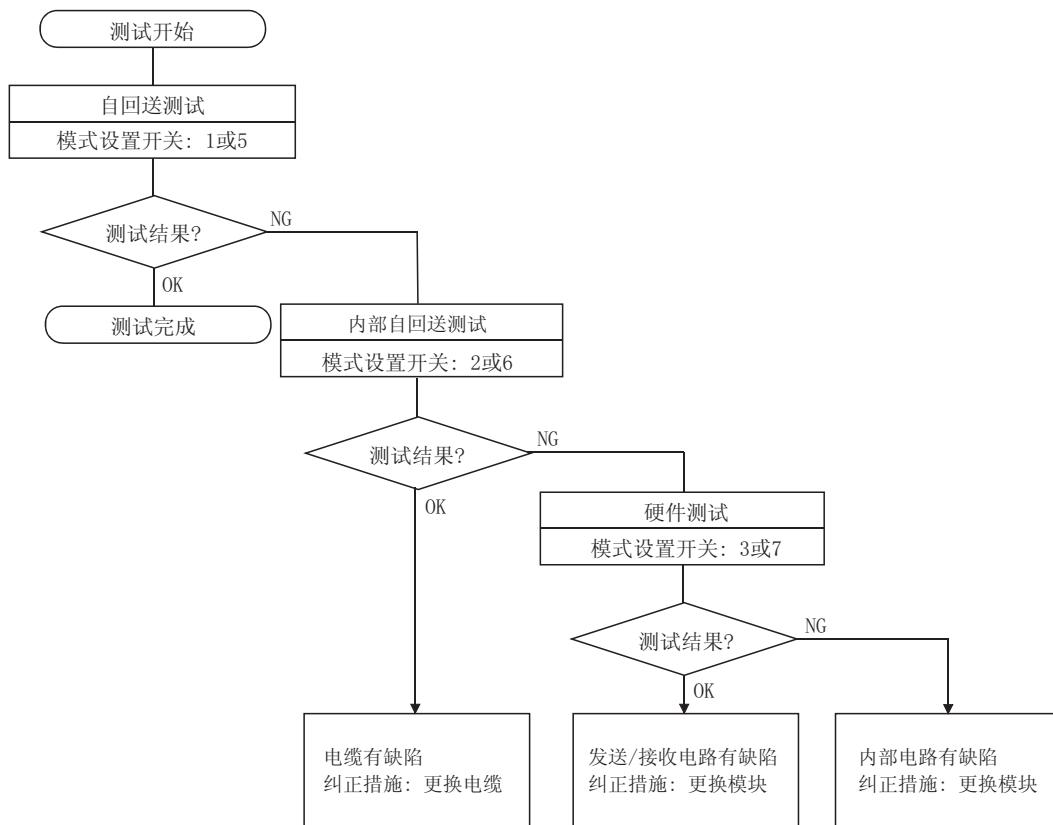 测试开始
自回送测试
模式设置开关: 1或5
测试结果?
NG
OK
测试完成
内部自回送测试
模式设置开关: 2或6
测试结果?
NG
OK
硬件测试
模式设置开关: 3或7
测试结果?
NG
OK
电缆有缺陷
纠正措施: 更换电缆
发送/接收电路有缺陷
纠正措施: 更换模块
内部电路有缺陷
纠正措施: 更换模块